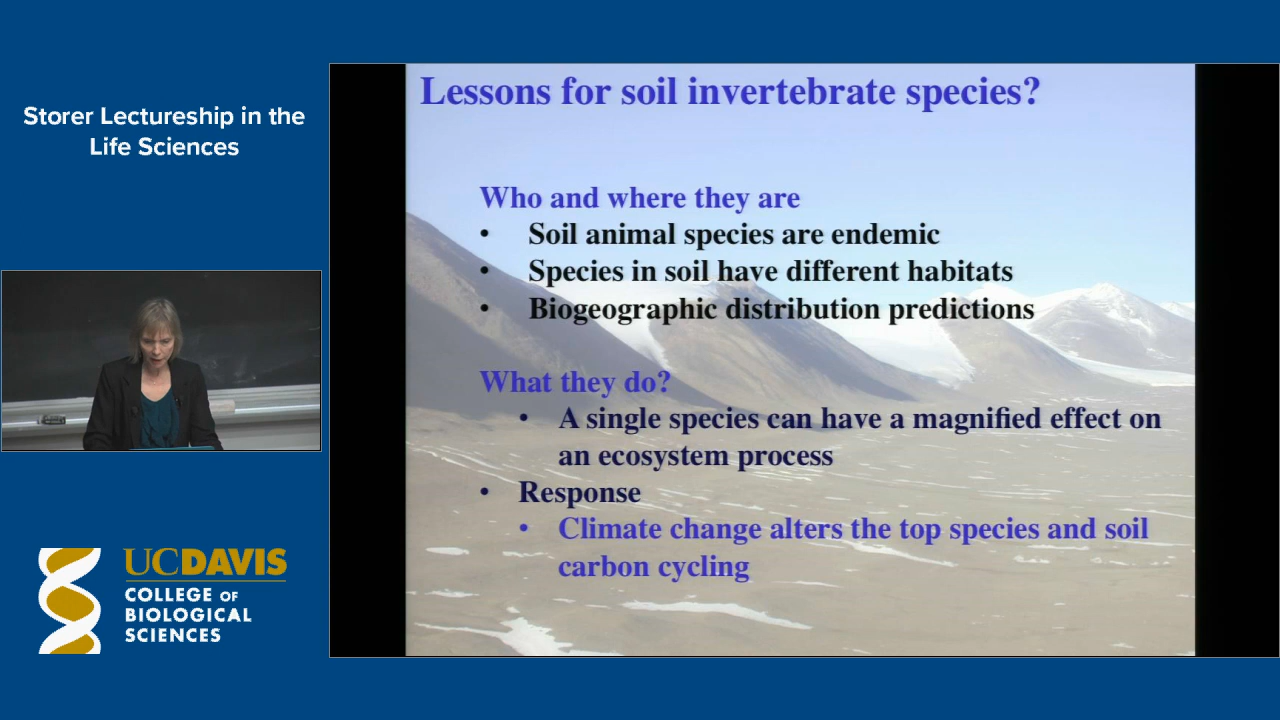 Storer Lectureship in the
Life Sciences
UCDAVIS
COLLEGE OF
BIOLOGICAL
SCIENCES
Lessons for soil invertebrate species?
Who and where they are
• Soil animal species are endemic
• Species in soil have different habitats
• Biogeographic distribution predictions
What they do?
• A single species can have a magnified effect on
an ecosystem process
• Response
• Climate change alters the top species and soil
carbon cycling